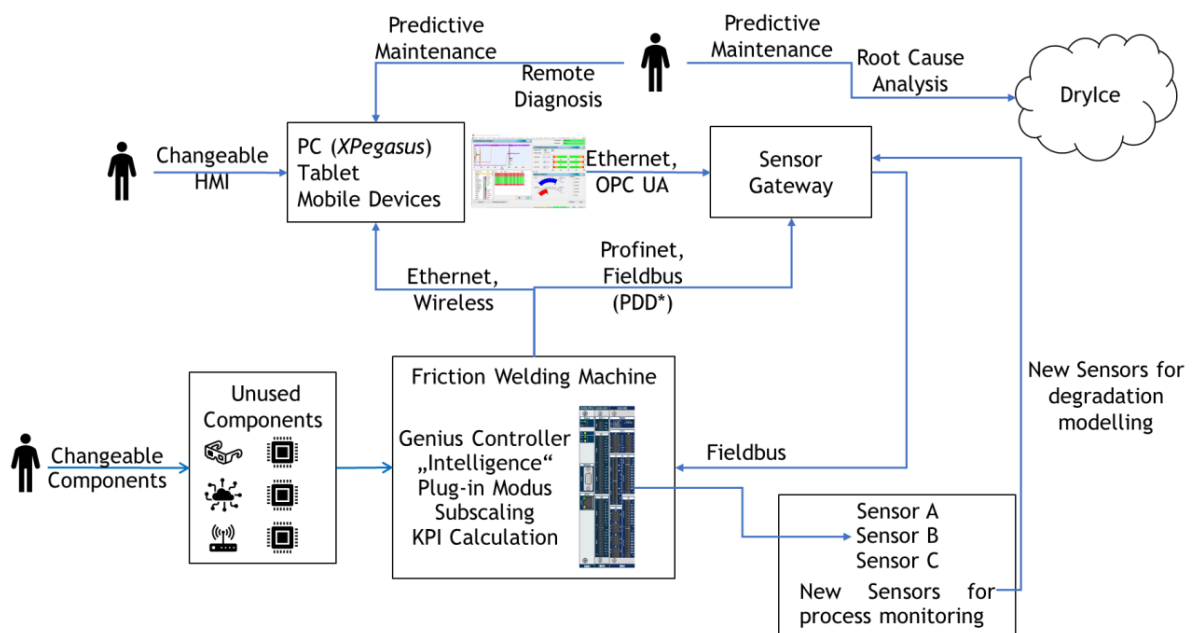 Predictive
Maintenance
Predictive
Maintenance
Remote
Diagnosis
Root Cause
Analysis
DryIce
Changeable
HMI
PC (XPegasus)
Tablet
Mobile Devices
Ethernet,
OPC UA
Sensor
Gateway
Ethernet,
Wireless
Profinet,
Fieldbus
(PDD*)
New Sensors for
degradation
modelling
Changeable
Components
Unused
Components
Friction Welding Machine
Genius Controller
„Intelligence“
Plug-in Modus
Subscaling
KPI Calculation
Fieldbus
Sensor A
Sensor B
Sensor C
New Sensors for
process monitoring